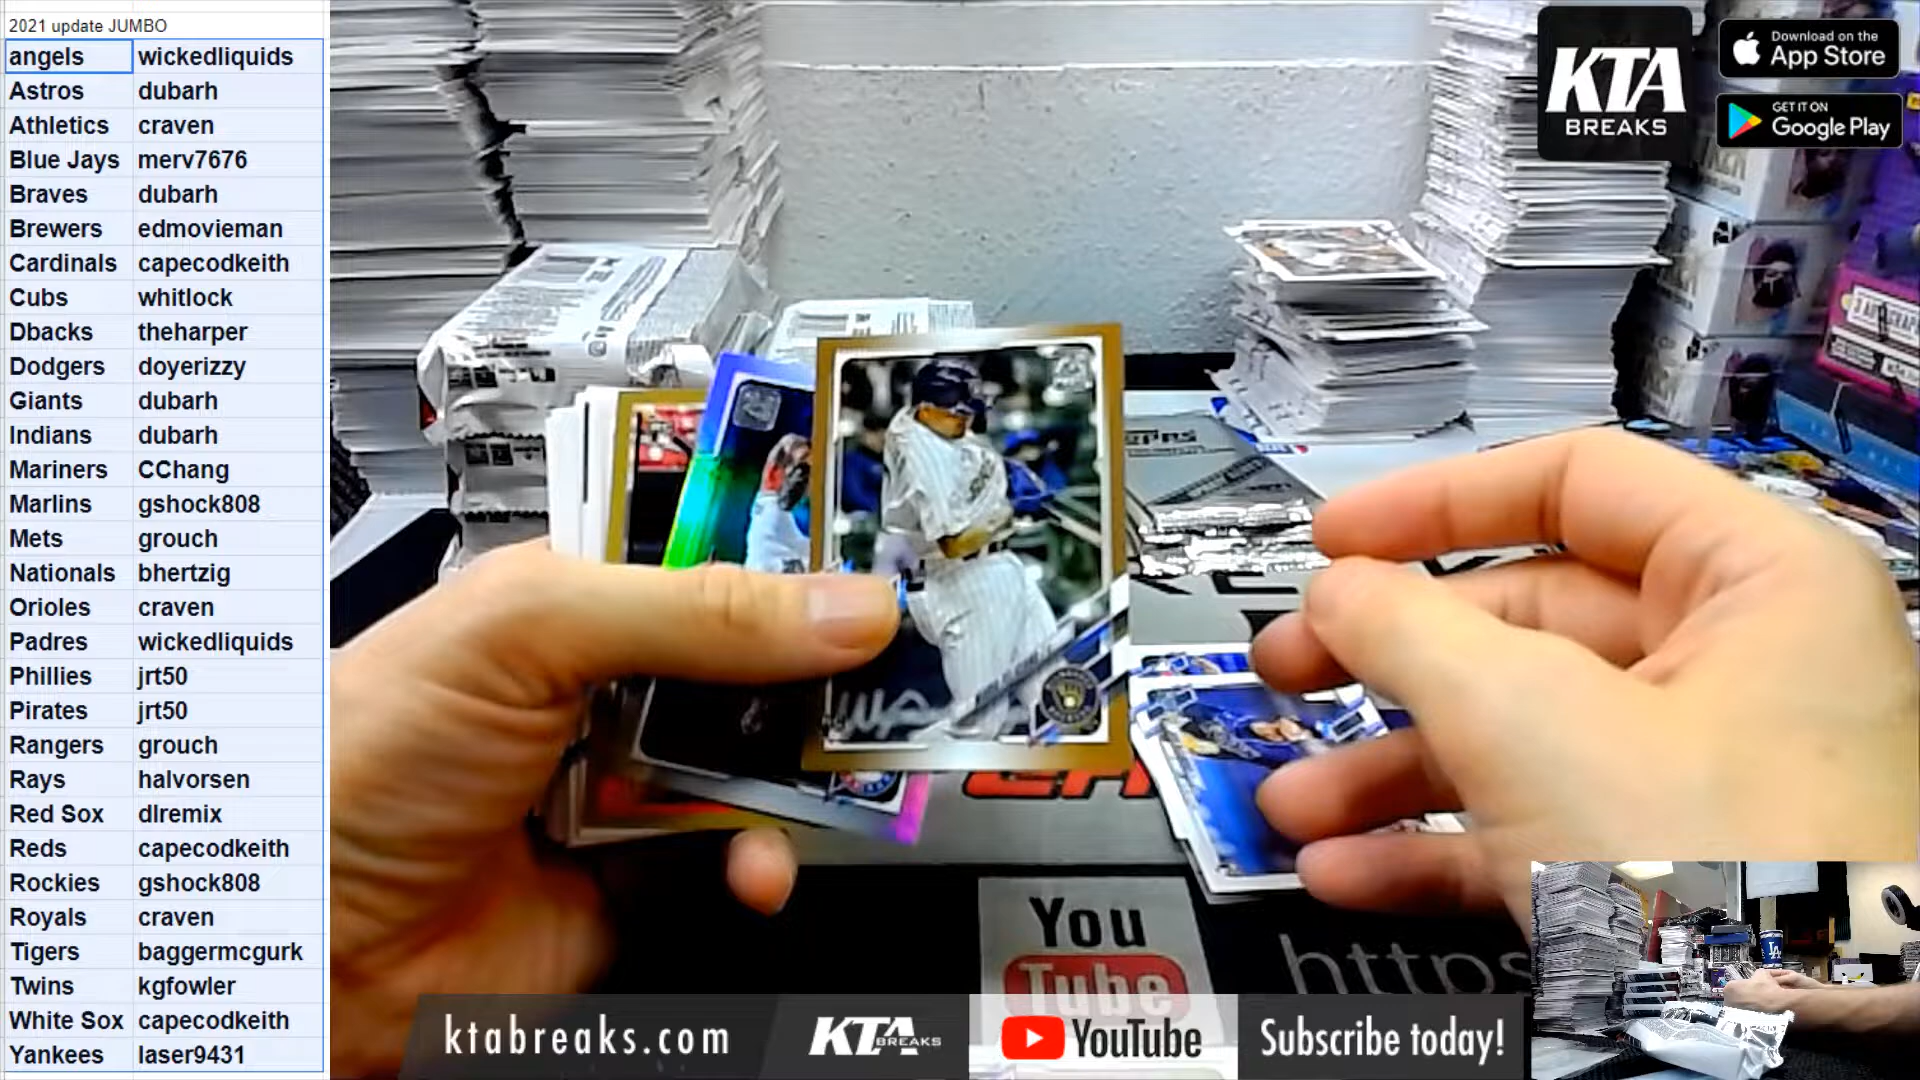 2021 update JUMBO
angels wickedliquids
Astros dubarh
Athletics craven
Blue Jays merv7676
Braves dubarh
Brewers edmovieman
Cardinals capecodkeith
Cubs whitlock
Dbacks theharper
Dodgers doyerizzy
Giants dubarh
Indians dubarh
Mariners CChang
Marlins gshock808
Mets grouch
Nationals bhertzig
Orioles craven
Padres wickedliquids
Phillies jrt50
Pirates jrt50
Rangers grouch
Rays halvorsen
Red Sox dlremix
Reds capecodkeith
Rockies gshock808
Royals craven
Tigers baggermcgurk
Twins kgfowler
White Sox capecodkeith
Yankees laser9431
KTA
BREAKS
Download on the
App Store
GET IT ON
Google Play
You
Tube
https
ktabreaks.com
KTA BREAKS
YouTube
Subscribe today!
LA